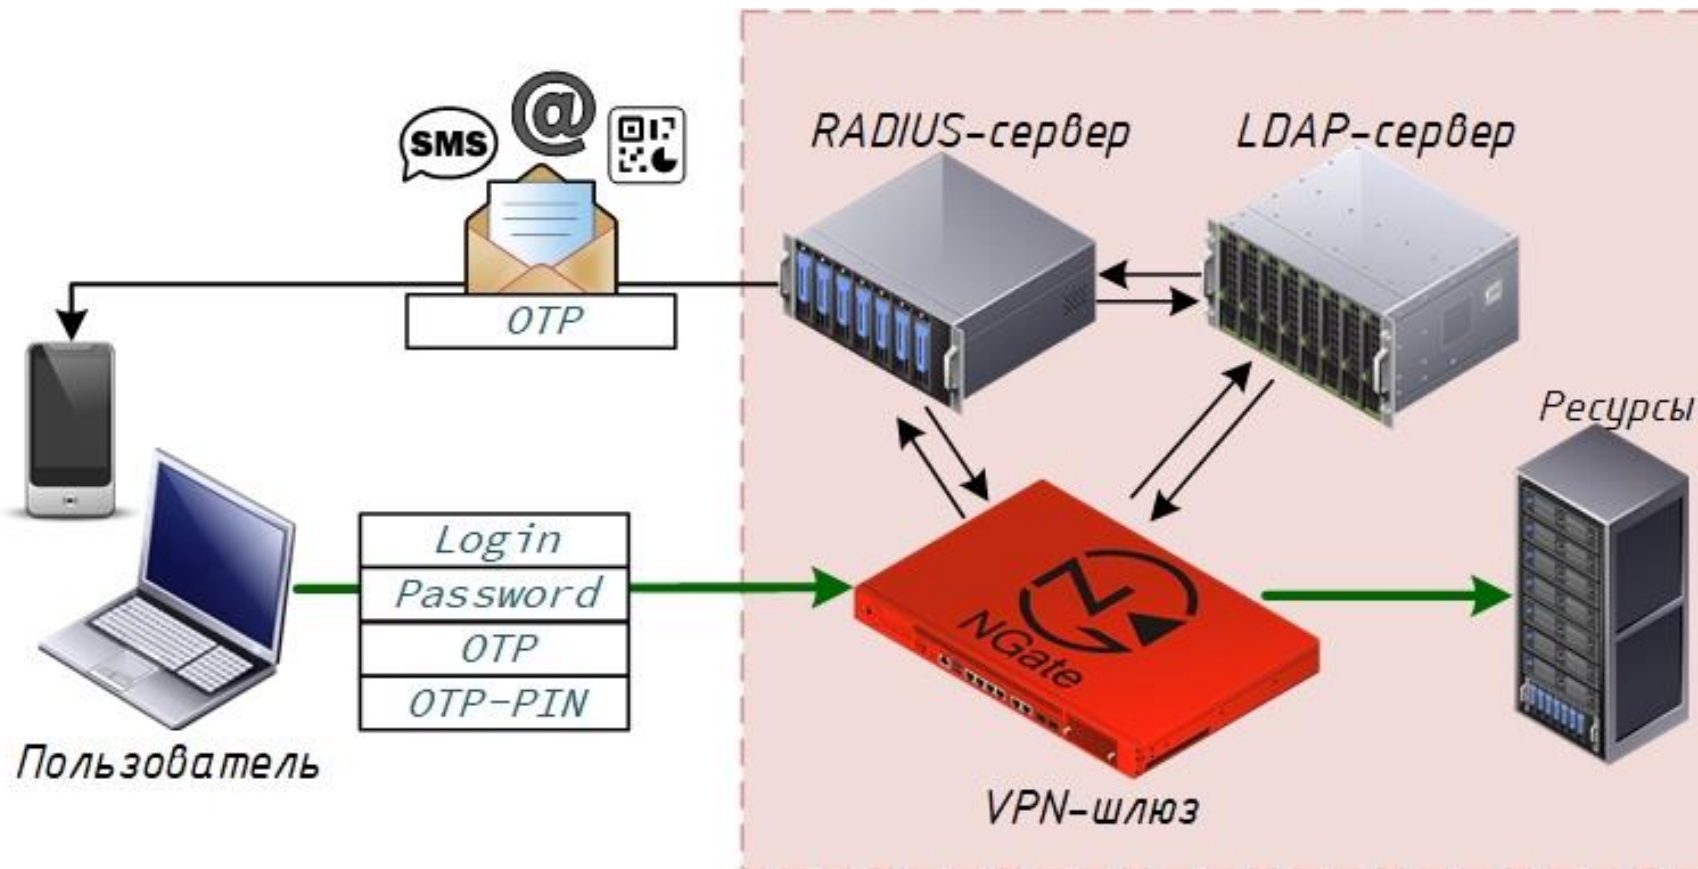 SMS
@
RADIUS-сервер
LDAP-сервер
OTP
Ресурсы
Login
Password
OTP
OTP-PIN
NGate
Пользователь
VPN-шлюз